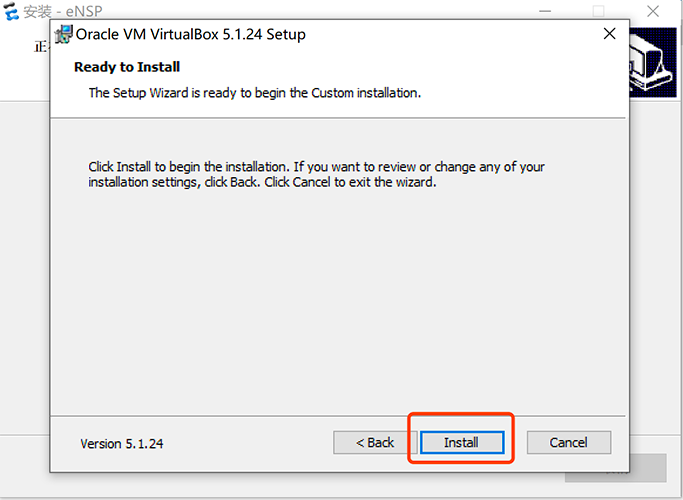 安装 - eNSP
Oracle VM VirtualBox 5.1.24 Setup
Ready to Install
The Setup Wizard is ready to begin the Custom installation.
Click Install to begin the installation. If you want to review or change any of your
installation settings, click Back. Click Cancel to exit the wizard.
Version 5.1.24
< Back
Install
Cancel